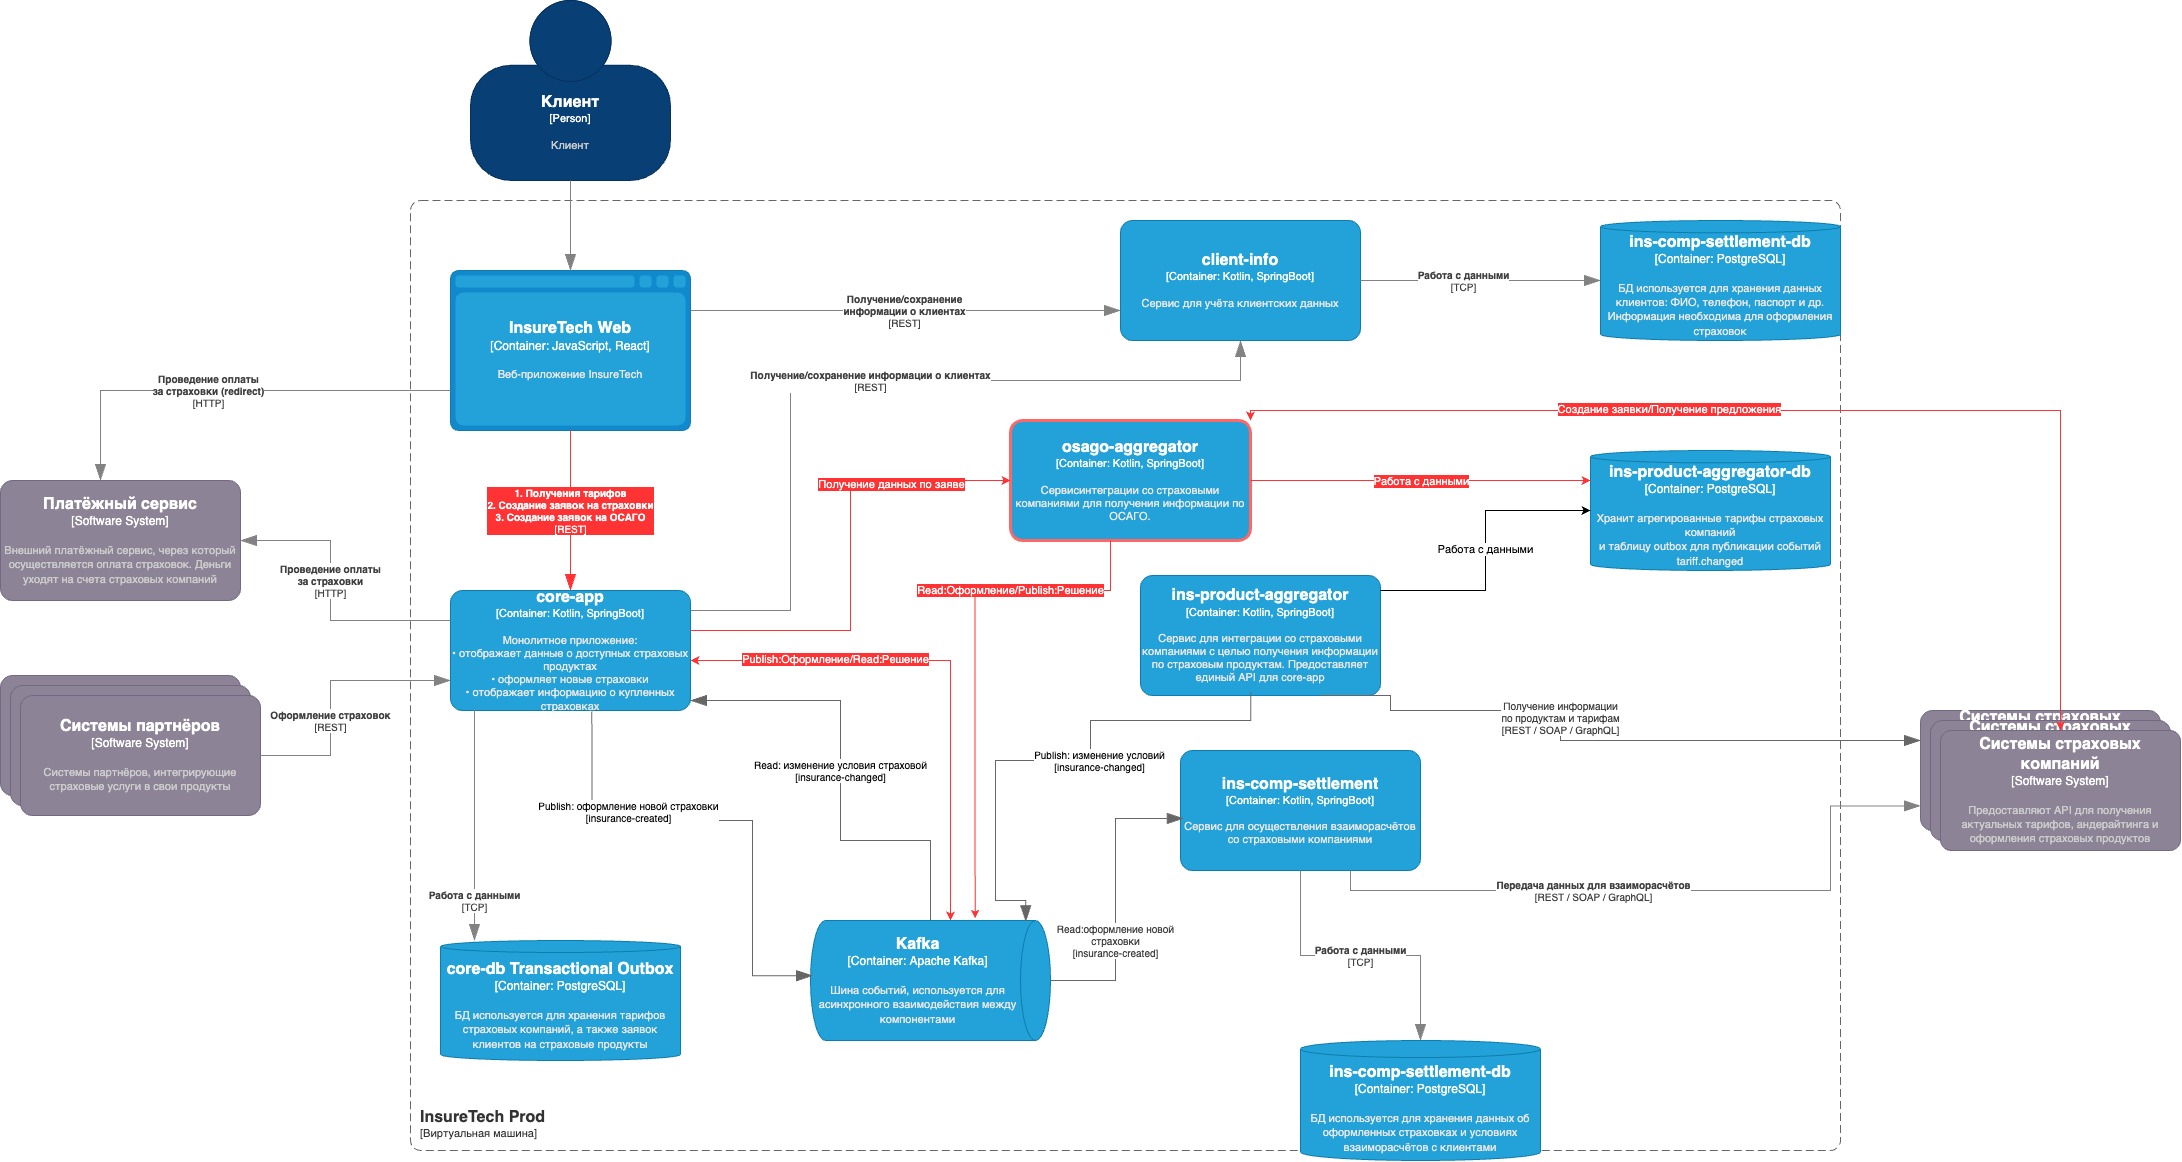 Клиент
[Person]
Клиент
InsureTech Web
[Container: JavaScript, React]
Веб-приложение InsureTech
Получение/сохранение
информации о клиентах
[REST]
client-info
[Container: Kotlin, SpringBoot]
Сервис для учёта клиентских данных
Работа с данными
[TCP]
ins-comp-settlement-db
[Container: PostgreSQL]
БД используется для хранения данных
клиентов: ФИО, телефон, паспорт и др.
Информация необходима для оформления
страховок
Проведение оплаты
за страховки (redirect)
[HTTP]
Получение/сохранение информации о клиентах
[REST]
Создание заявки/Получение предложения
osago-aggregator
[Container: Kotlin, SpringBoot]
Сервисинтеграции со страховыми
компаниями для получения информации по
ОСАГО.
Работа с данными
ins-product-aggregator-db
[Container: PostgreSQL]
Хранит агрегированные тарифы страховых
компаний
и таблицу outbox для публикации событий
tariff.changed
1. Получения тарифов
2. Создание заявок на страховки
3. Создание заявок на ОСАГО
[REST]
Получение данных по заяве
Платёжный сервис
[Software System]
Внешний платёжный сервис, через который
осуществляется оплата страховок. Деньги
уходят на счета страховых компаний
Проведение оплаты
за страховки
[HTTP]
Работа с данными
Read:Оформление/Publish:Решение
core-app
[Container: Kotlin, SpringBoot]
Монолитное приложение:
• отображает данные о доступных страховых
продуктах
• оформляет новые страховки
• отображает информацию о купленных
страховках
Publish:Оформление/Read:Решение
ins-product-aggregator
[Container: Kotlin, SpringBoot]
Сервис для интеграции со страховыми
компаниями с целью получения информации
по страховым продуктам. Предоставляет
единый API для core-app
Системы партнёров
[Software System]
Системы партнёров, интегрирующие
страховые услуги в свои продукты
Оформление страховок
[REST]
Получение информации
по продуктам и тарифам
[REST / SOAP / GraphQL]
Системы страховых
Системы страховых
Системы страховых
компаний
[Software System]
Предоставляют API для получения
актуальных тарифов, андерайтинга и
оформления страховых продуктов
Read: изменение условия страховой
[insurance-changed]
Publish: изменение условий
[insurance-changed]
Publish: оформление новой страховки
[insurance-created]
ins-comp-settlement
[Container: Kotlin, SpringBoot]
Сервис для осуществления взаиморасчётов
со страховыми компаниями
Работа с данными
[TCP]
Передача данных для взаиморасчётов
[REST / SOAP / GraphQL]
Read:оформление новой
страховки
[insurance-created]
Kafka
[Container: Apache Kafka]
Шина событий, используется для
асинхронного взаимодействия между
компонентами
Работа с данными
[TCP]
core-db Transactional Outbox
[Container: PostgreSQL]
БД используется для хранения тарифов
страховых компаний, а также заявок
клиентов на страховые продукты
ins-comp-settlement-db
[Container: PostgreSQL]
БД используется для хранения данных об
оформленных страховках и условиях
взаиморасчётов с клиентами
InsureTech Prod
[Виртуальная машина]